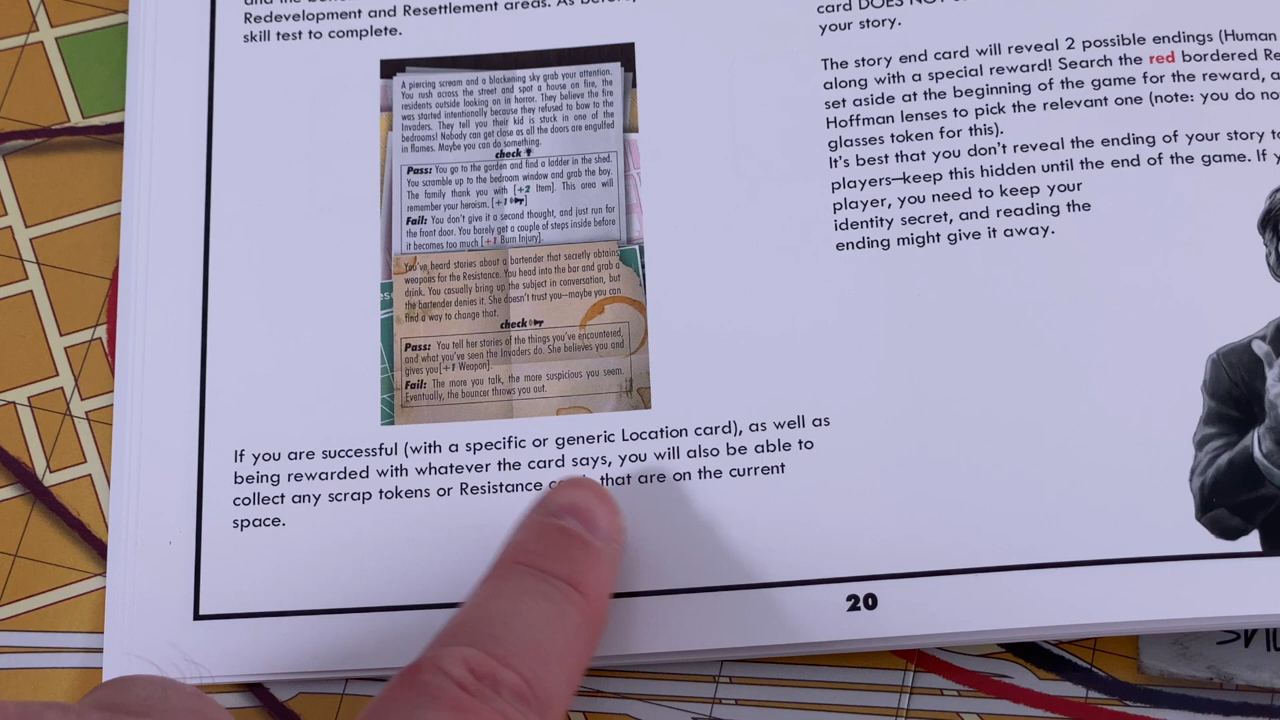 Redevelopment and Resettlement areas. As before,
skill test to complete.
A piercing scream and a blackening sky grab your attention.
You rush across the street and spot a house on fire, the
residents outside looking on in horror. They believe the fire
was started intentionally because they refused to bow to the
Invaders. They tell you their kid is stuck in one of the
bedrooms! Nobody can get close as all the doors are engulfed
in flames. Maybe you can do something.
check
Pass: You go to the garden and find a ladder in the shed.
You scramble up to the bedroom window and grab the boy.
The family thank you with [+2 Item]. This area will
remember your heroism. [+1]
Fail: You don't give it a second thought, and just run for
the front door. You barely get a couple of steps inside before
it becomes too much [+1 Burn Injury].
You've heard stories about a bartender that secretly obtains
weapons for the Resistance. You head into the bar and grab a
drink. You casually bring up the subject in conversation, but
the bartender denies it. She doesn't trust you—maybe you can
find a way to change that.
check
Pass: You tell her stories of the things you've encountered,
and what you've seen the Invaders do. She believes you and
gives you[+1 Weapon].
Fail: The more you talk, the more suspicious you seem.
Eventually, the bouncer throws you out.
If you are successful (with a specific or generic Location card), as well as
being rewarded with whatever the card says, you will also be able to
collect any scrap tokens or Resistance that are on the current
space.
card DOES
your story.
The story end card will reveal 2 possible endings (Human
along with a special reward! Search the red bordered Re
set aside at the beginning of the game for the reward, a
Hoffman lenses to pick the relevant one (note: you do no
glasses token for this).
It's best that you don't reveal the ending of your story to
players—keep this hidden until the end of the game. If y
player, you need to keep your
identity secret, and reading the
ending might give it away.
20